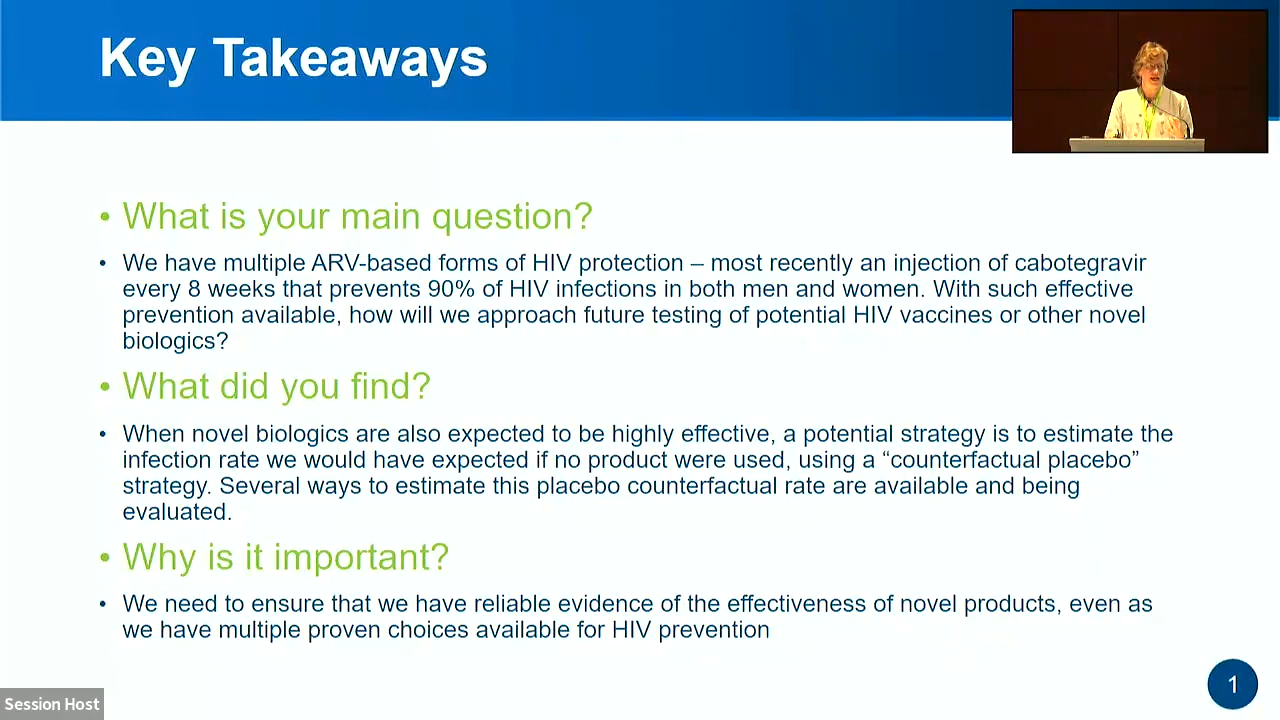 Key Takeaways
• What is your main question?
• We have multiple ARV-based forms of HIV protection – most recently an injection of cabotegravir
every 8 weeks that prevents 90% of HIV infections in both men and women. With such effective
prevention available, how will we approach future testing of potential HIV vaccines or other novel
biologics?
• What did you find?
• When novel biologics are also expected to be highly effective, a potential strategy is to estimate the
infection rate we would have expected if no product were used, using a “counterfactual placebo”
strategy. Several ways to estimate this placebo counterfactual rate are available and being
evaluated.
• Why is it important?
• We need to ensure that we have reliable evidence of the effectiveness of novel products, even as
we have multiple proven choices available for HIV prevention
1
Session Host